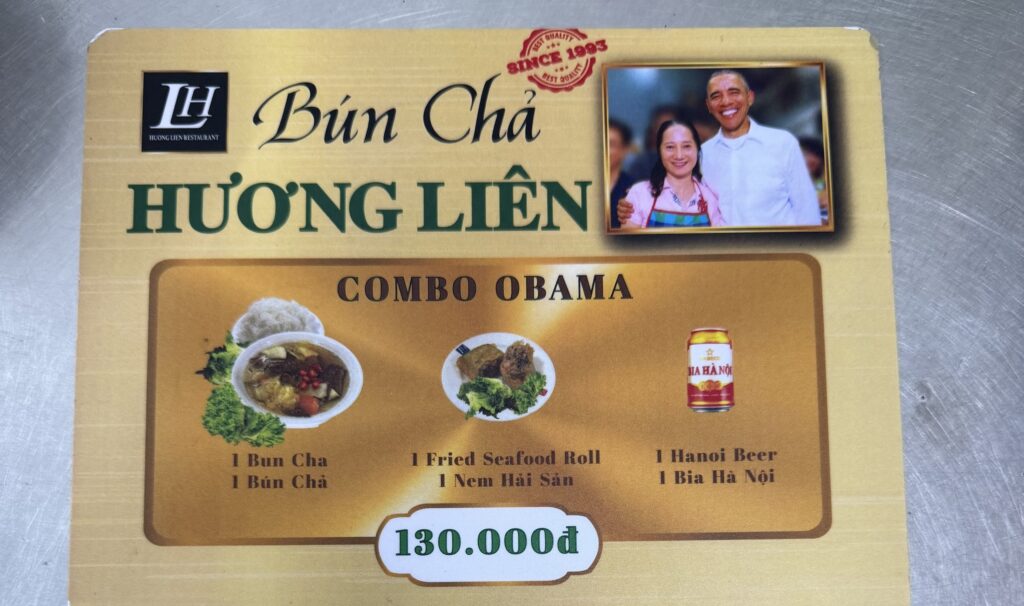 BEST QUALITY
SINCE 1993
BEST QUALITY
LH
HUONG LIEN RESTAURANT
Bún Chả
HƯƠNG LIÊN
COMBO OBAMA
BIA HÀ NỘI
1 Bun Cha
1 Bún Chả
1 Fried Seafood Roll
1 Nem Hải Sản
1 Hanoi Beer
1 Bia Hà Nội
130.000đ